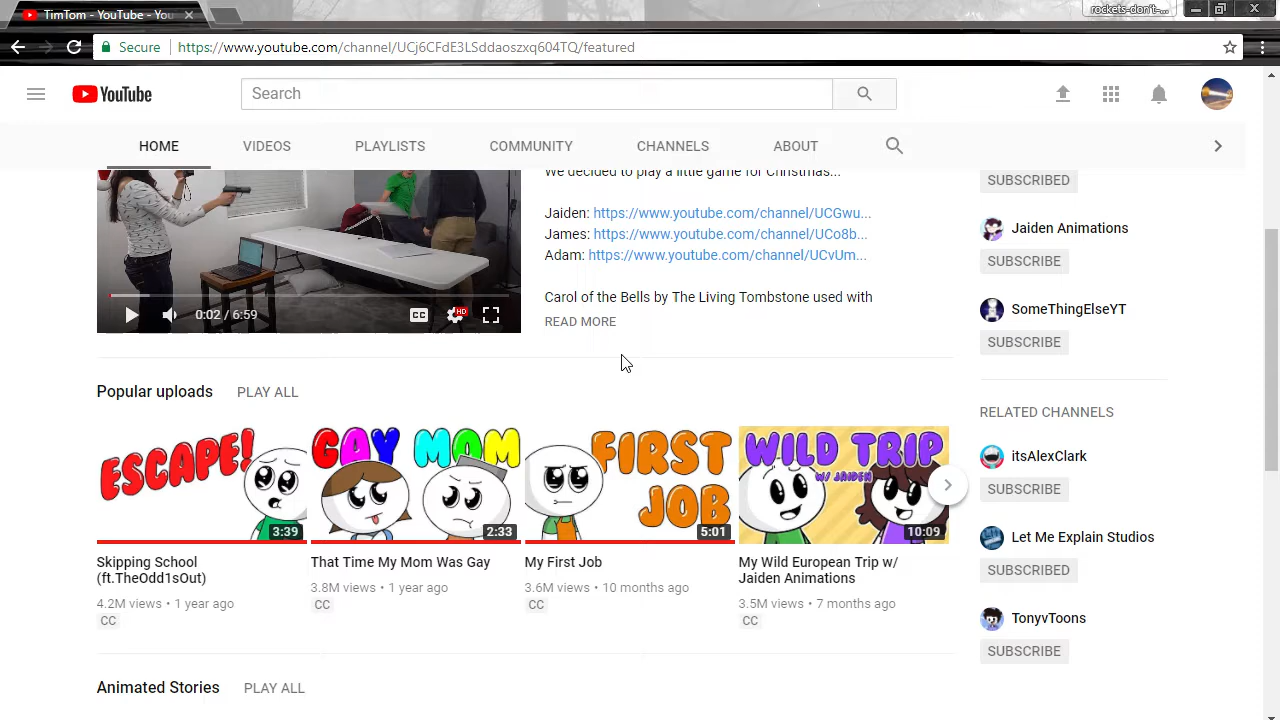 TimTom - YouTube - You
rockets-don't-...
Secure
YouTube
Search
HOME
VIDEOS
PLAYLISTS
COMMUNITY
CHANNELS
ABOUT
We decided to play a little game for Christmas...
Jaiden: https://www.youtube.com/channel/UCGwu...
James: https://www.youtube.com/channel/UCo8b...
Adam: https://www.youtube.com/channel/UCvUm...
Carol of the Bells by The Living Tombstone used with
READ MORE
0:02 / 6:59
CC
HD
SUBSCRIBED
Jaiden Animations
SUBSCRIBE
SomeThingElseYT
SUBSCRIBE
RELATED CHANNELS
itsAlexClark
SUBSCRIBE
Let Me Explain Studios
SUBSCRIBED
TonyvToons
SUBSCRIBE
Popular uploads PLAY ALL
ESCAPE!
3:39
Skipping School
(ft.TheOdd1sOut)
4.2M views • 1 year ago
CC
GAY MOM
2:33
That Time My Mom Was Gay
3.8M views • 1 year ago
CC
FIRST
JOB
5:01
My First Job
3.6M views • 10 months ago
CC
WILD TRIP
W/ JAIDEN
10:09
My Wild European Trip w/
Jaiden Animations
3.5M views • 7 months ago
CC
Animated Stories PLAY ALL